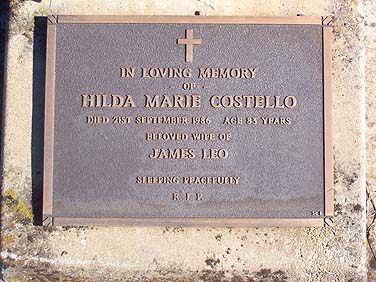 IN LOVING MEMORY
- OF -
HILDA MARIE COSTELLO
DIED 21ST SEPTEMBER 1986 AGE 83 YEARS
BELOVED WIFE OF
JAMES LEO
SLEEPING PEACEFULLY
R. I. P.